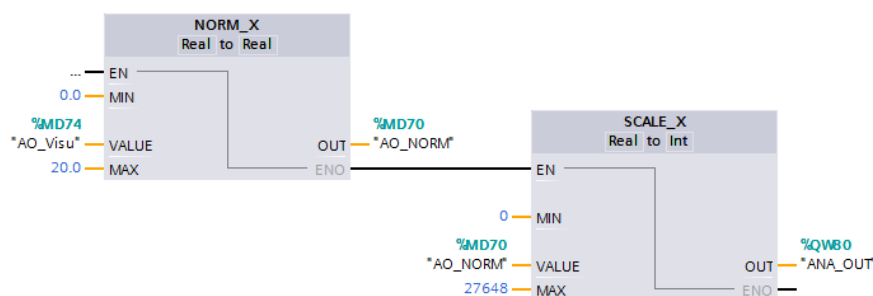 NORM_X
Real to Real
... EN
0.0 MIN
%MD74
"AO_Visu" VALUE
20.0 MAX
%MD70
OUT "AO_NORM"
ENO
SCALE_X
Real to Int
EN
0 MIN
%MD70
"AO_NORM" VALUE
27648 MAX
%QW80
OUT "ANA_OUT"
ENO